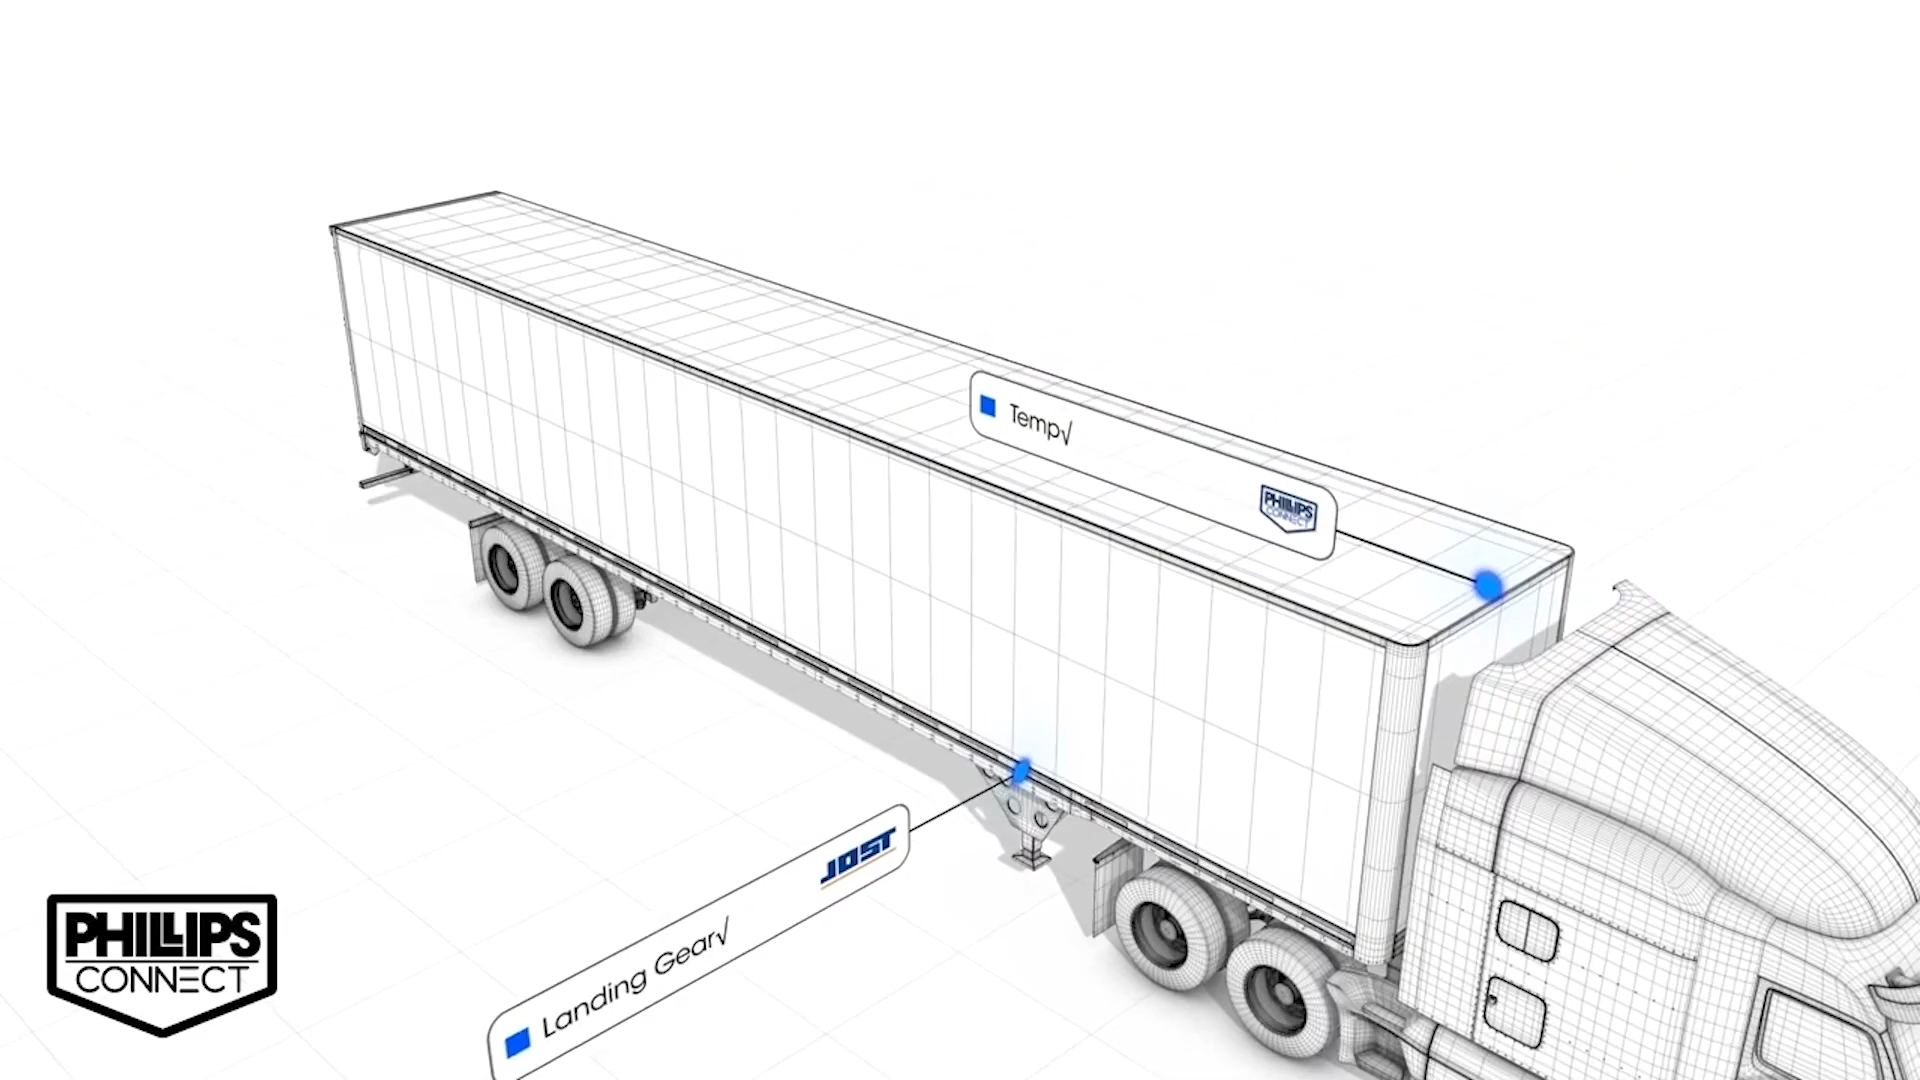 Temp√
PHILLIPS
CONNECT
JOST
Landing Gear√
PHILLIPS
CONNECT